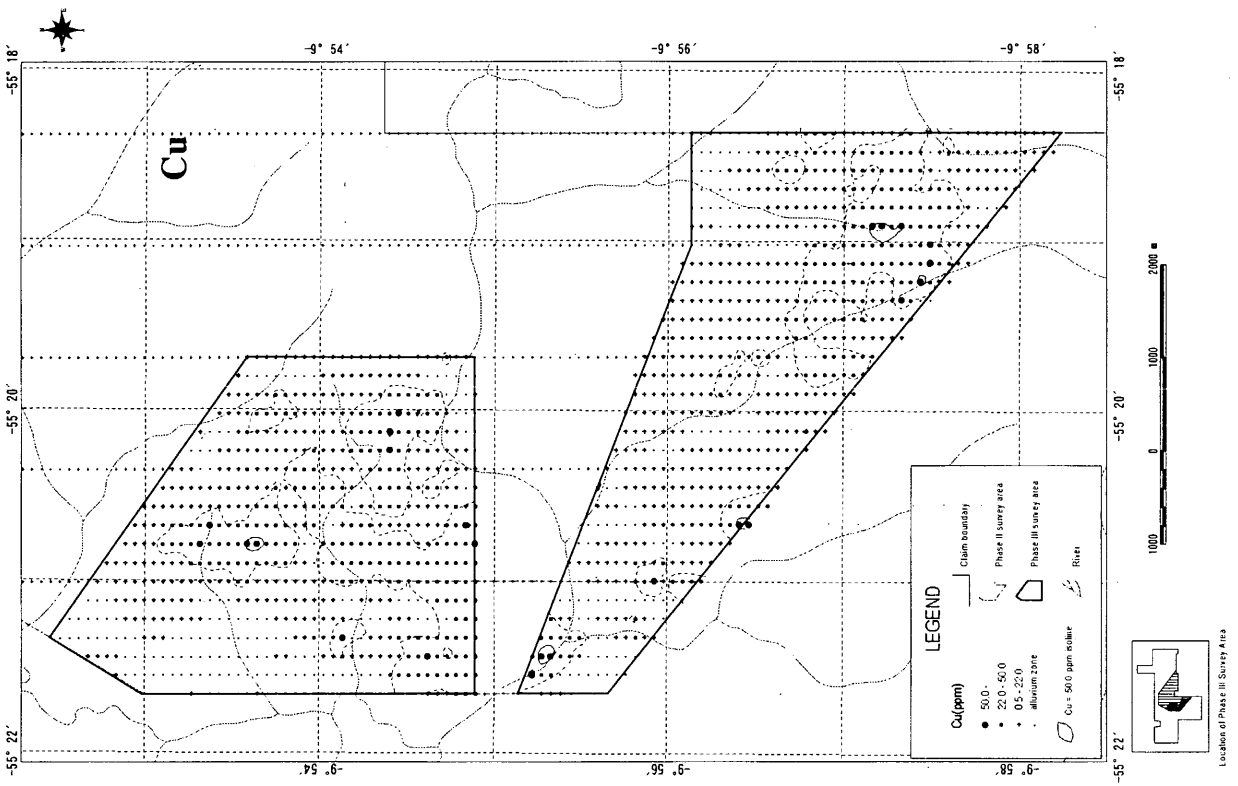 Cu
-55° 18′
-9° 54′
-9° 56′
-9° 58′
-55° 18′
-55° 20′
-55° 20′
-55° 22′
-9° 54′
-9° 56′
-9° 58′
-55° 22′
LEGEND
Cu(ppm)
50.0 -
22.0 - 50.0
0.5 - 22.0
alluvium zone
Cu = 50.0 ppm isoline
Claim boundary
Phase II survey area
Phase III survey area
River
1000 0 1000 2000 m
Location of Phase III Survey Area